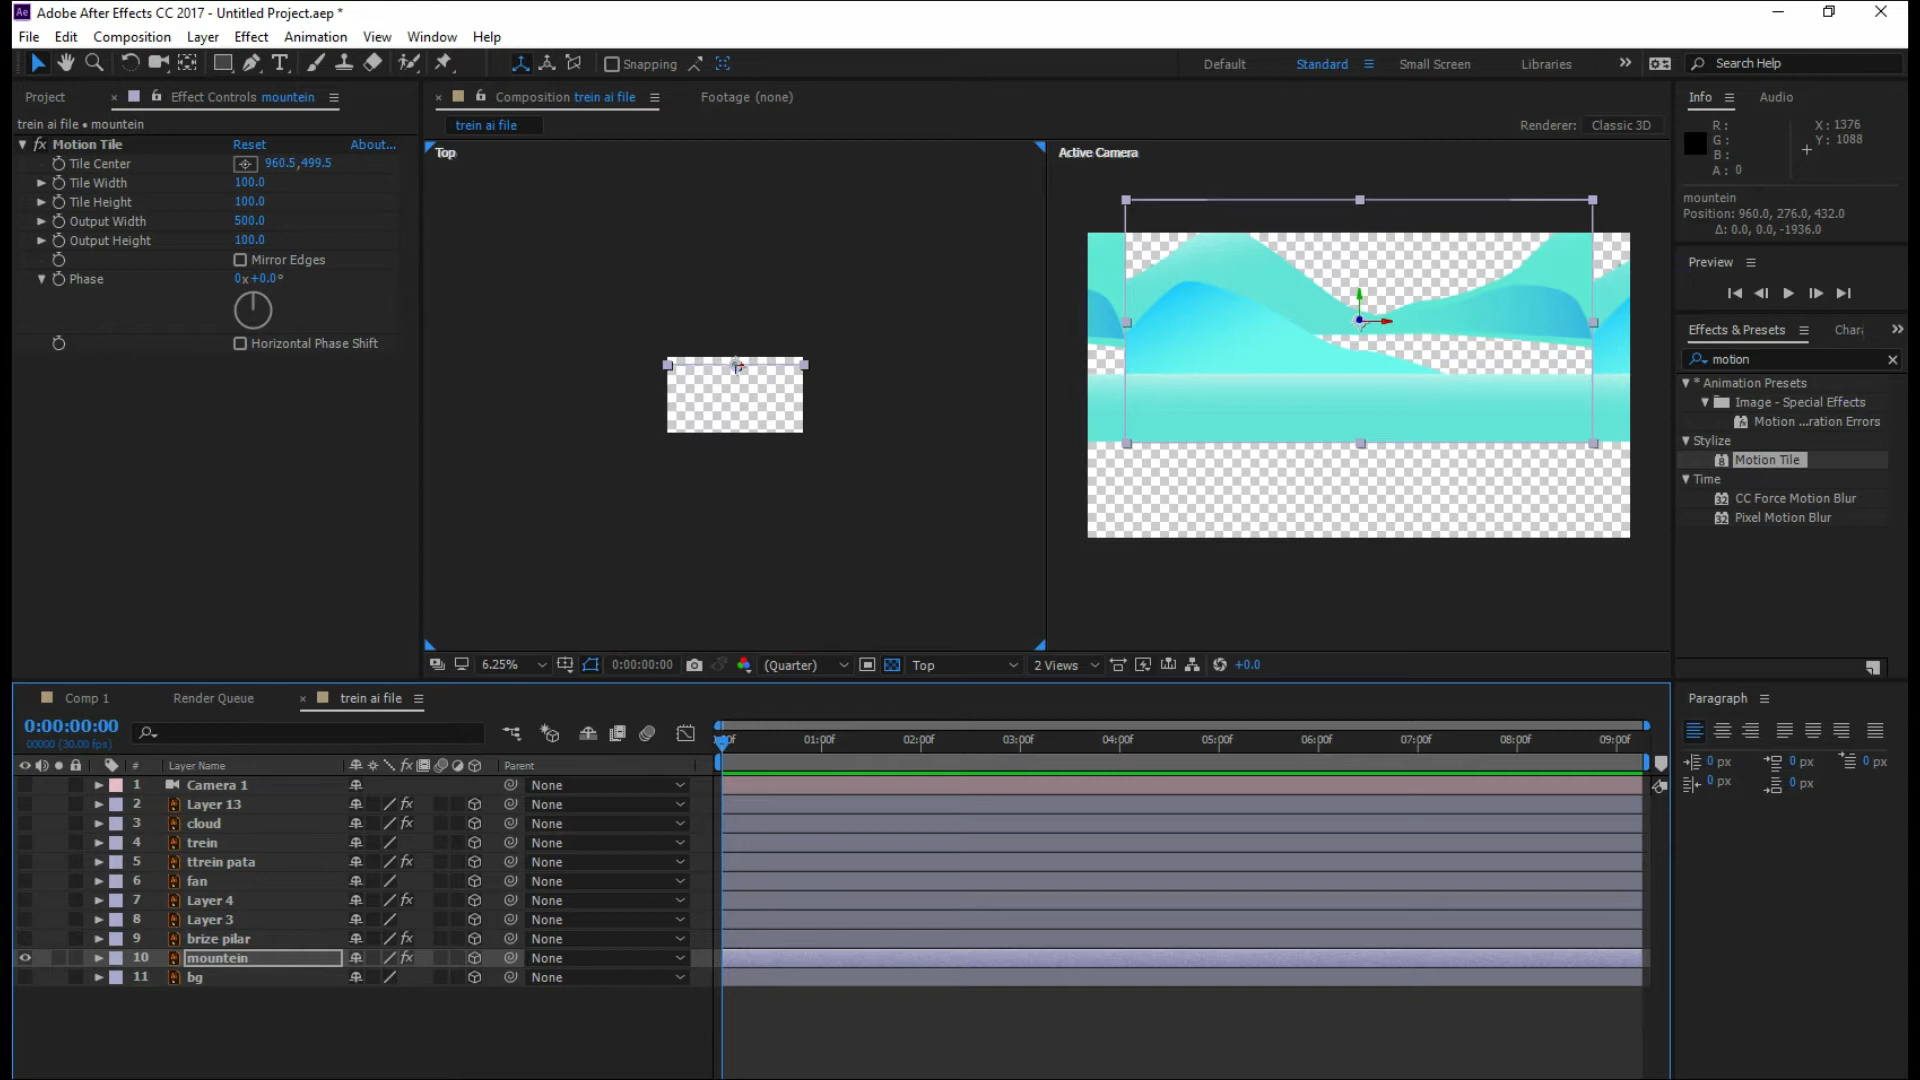 Ae Adobe After Effects CC 2017 - Untitled Project.aep *
File Edit Composition Layer Effect Animation View Window Help
Snapping Default Standard Small Screen Libraries Search Help
Project Effect Controls mountein Composition trein ai file Footage (none) Info Audio
trein ai file • mountein
trein ai file Renderer: Classic 3D
fx Motion Tile Reset About...
Tile Center 960.5,499.5
Tile Width 100.0
Tile Height 100.0
Output Width 500.0
Output Height 100.0
Mirror Edges
Phase 0x+0.0°
Horizontal Phase Shift
Top
Active Camera
R: X: 1376
G: Y: 1088
B:
A: 0
mountein
Position: 960.0, 276.0, 432.0
Δ: 0.0, 0.0, -1936.0
Preview
Effects & Presets
motion
* Animation Presets
Image - Special Effects
Motion ...ration Errors
Stylize
Motion Tile
Time
CC Force Motion Blur
Pixel Motion Blur
6.25% 0:00:00:00 (Quarter) Top 2 Views +0.0
Comp 1 Render Queue trein ai file
0:00:00:00
00000 (30.00 fps)
01:00f 02:00f 03:00f 04:00f 05:00f 06:00f 07:00f 08:00f 09:00f
# Layer Name fx Parent
1 Camera 1 None
2 Layer 13 fx None
3 cloud fx None
4 trein None
5 ttrein pata fx None
6 fan None
7 Layer 4 fx None
8 Layer 3 None
9 brize pilar fx None
10 mountein fx None
11 bg None
Paragraph
0 px 0 px 0 px
0 px 0 px